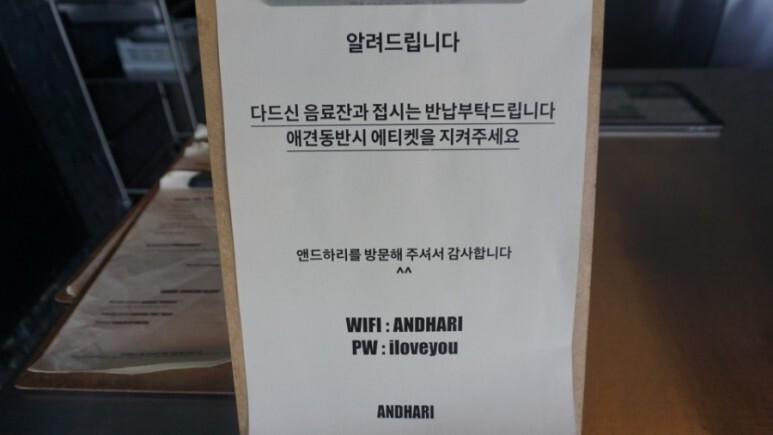 알려드립니다
다드신 음료잔과 접시는 반납부탁드립니다
애견동반시 에티켓을 지켜주세요
앤드하리를 방문해 주셔서 감사합니다
^^
WIFI : ANDHARI
PW : iloveyou
ANDHARI